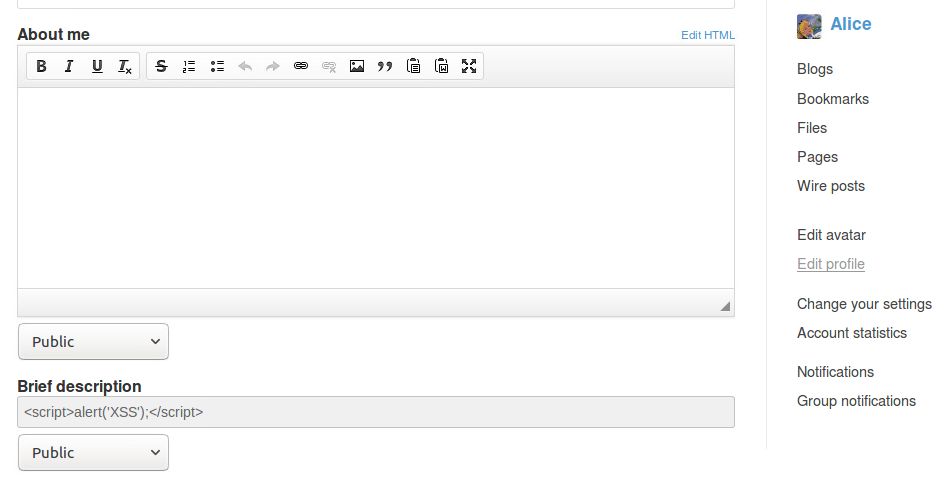 About me
Edit HTML
B I U Tx S
Public
Brief description
<script>alert('XSS');</script>
Public
Alice
Blogs
Bookmarks
Files
Pages
Wire posts
Edit avatar
Edit profile
Change your settings
Account statistics
Notifications
Group notifications